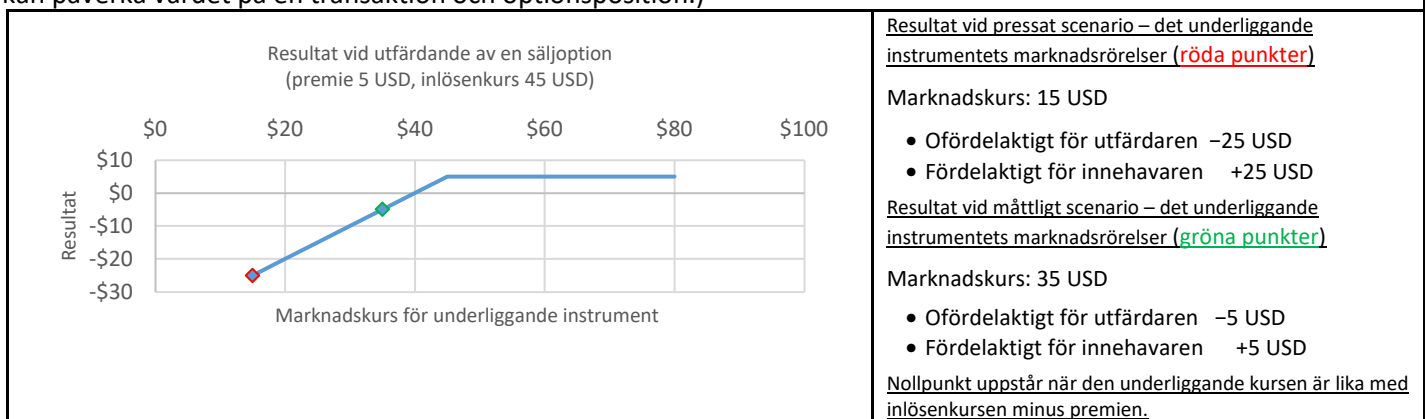 kan påverka värdet på en transaktion och optionsposition.)
Resultat vid utfärdande av en säljoption
(premie 5 USD, inlösenkurs 45 USD)
$0 $20 $40 $60 $80 $100
$10
$0
-$10
-$20
-$30
Resultat
Marknadskurs för underliggande instrument
Resultat vid pressat scenario – det underliggande
instrumentets marknadsrörelser (röda punkter)
Marknadskurs: 15 USD
• Ofördelaktigt för utfärdaren −25 USD
• Fördelaktigt för innehavaren +25 USD
Resultat vid måttligt scenario – det underliggande
instrumentets marknadsrörelser (gröna punkter)
Marknadskurs: 35 USD
• Ofördelaktigt för utfärdaren −5 USD
• Fördelaktigt för innehavaren +5 USD
Nollpunkt uppstår när den underliggande kursen är lika med
inlösenkursen minus premien.